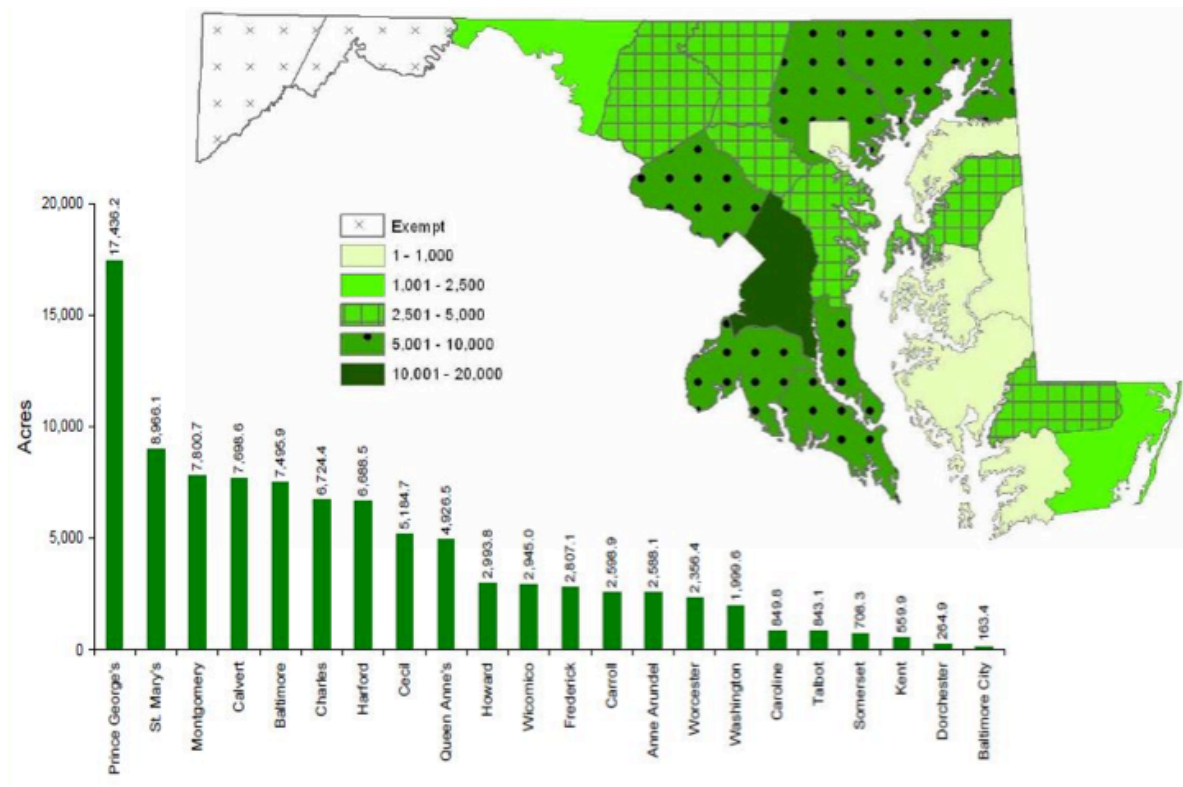 Exempt
1 - 1,000
1,001 - 2,500
2,501 - 5,000
5,001 - 10,000
10,001 - 20,000
Acres
20,000
15,000
10,000
5,000
0
17,436.2
8,966.1
7,800.7
7,698.6
7,495.9
6,724.4
6,688.5
5,184.7
4,926.5
2,993.8
2,945.0
2,807.1
2,598.9
2,588.1
2,356.4
1,999.6
849.8
843.1
708.3
559.9
264.9
163.4
Prince George's
St. Mary's
Montgomery
Calvert
Baltimore
Charles
Harford
Cecil
Queen Anne's
Howard
Wicomico
Frederick
Carroll
Anne Arundel
Worcester
Washington
Caroline
Talbot
Somerset
Kent
Dorchester
Baltimore City